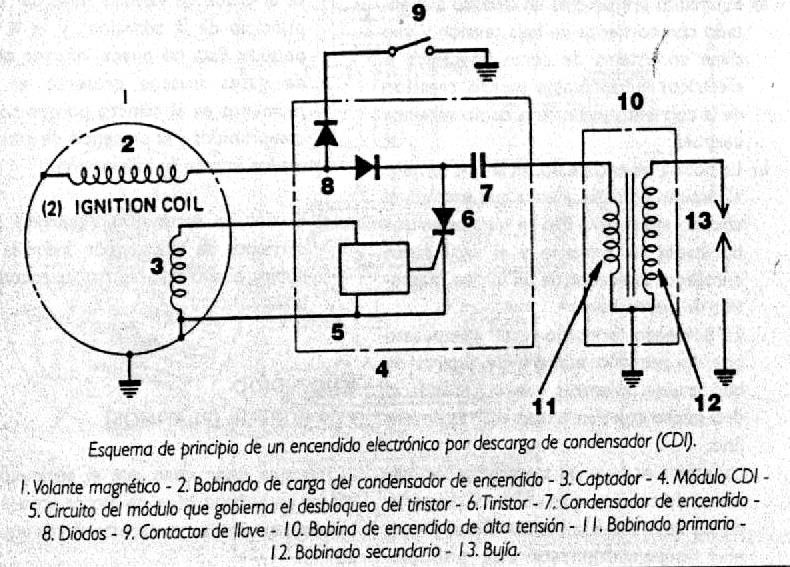 9
1
10
2
8
7
(2) IGNITION COIL
6
13
3
5
4
11
12
Esquema de principio de un encendido electrónico por descarga de condensador (CDI).
1. Volante magnético - 2. Bobinado de carga del condensador de encendido - 3. Captador - 4. Módulo CDI -
5. Circuito del módulo que gobierna el desbloqueo del tiristor - 6. Tiristor - 7. Condensador de encendido -
8. Diodos - 9. Contactor de llave - 10. Bobina de encendido de alta tensión - 11. Bobinado primario -
12. Bobinado secundario - 13. Bujía.